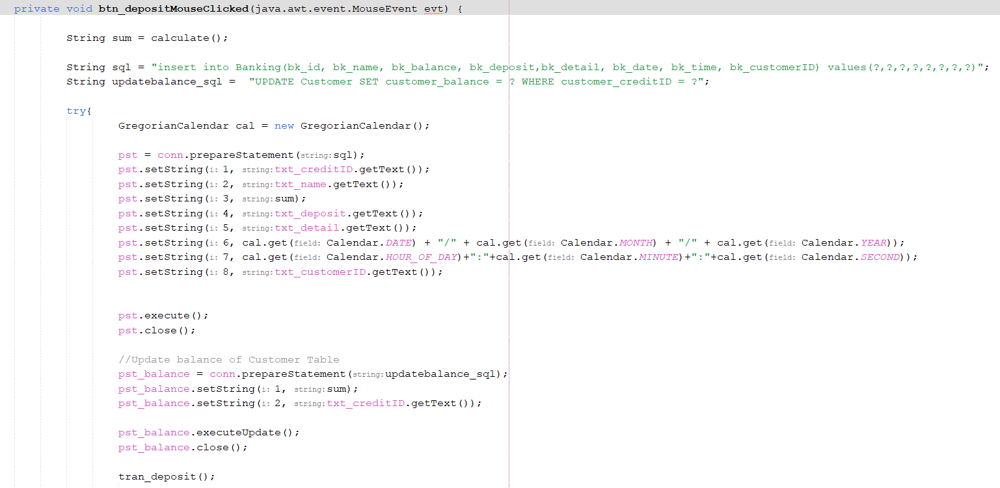 private void btn_depositMouseClicked(java.awt.event.MouseEvent evt) {
String sum = calculate();
String sql = "insert into Banking(bk_id, bk_name, bk_balance, bk_deposit,bk_detail, bk_date, bk_time, bk_customerID) values(?,?,?,?,?,?,?,?)";
String updatebalance_sql =  "UPDATE Customer SET customer_balance = ? WHERE customer_creditID = ?";
try{
GregorianCalendar cal = new GregorianCalendar();
pst = conn.prepareStatement(string:sql);
pst.setString(i: 1, string:txt_creditID.getText());
pst.setString(i: 2, string:txt_name.getText());
pst.setString(i: 3, string:sum);
pst.setString(i: 4, string:txt_deposit.getText());
pst.setString(i: 5, string:txt_detail.getText());
pst.setString(i: 6, cal.get(field: Calendar.DATE) + "/" + cal.get(field: Calendar.MONTH) + "/" + cal.get(field: Calendar.YEAR));
pst.setString(i: 7, cal.get(field: Calendar.HOUR_OF_DAY)+":"+cal.get(field: Calendar.MINUTE)+":"+cal.get(field: Calendar.SECOND));
pst.setString(i: 8, string:txt_customerID.getText());
pst.execute();
pst.close();
//Update balance of Customer Table
pst_balance = conn.prepareStatement(string:updatebalance_sql);
pst_balance.setString(i: 1, string:sum);
pst_balance.setString(i: 2, string:txt_creditID.getText());
pst_balance.executeUpdate();
pst_balance.close();
tran_deposit();